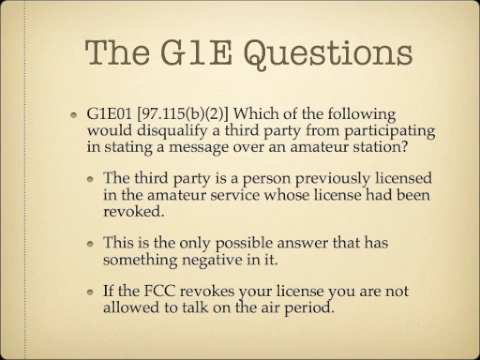 The G1E Questions
G1E01 [97.115(b)(2)] Which of the following
would disqualify a third party from participating
in stating a message over an amateur station?
The third party is a person previously licensed
in the amateur service whose license had been
revoked.
This is the only possible answer that has
something negative in it.
If the FCC revokes your license you are not
allowed to talk on the air period.